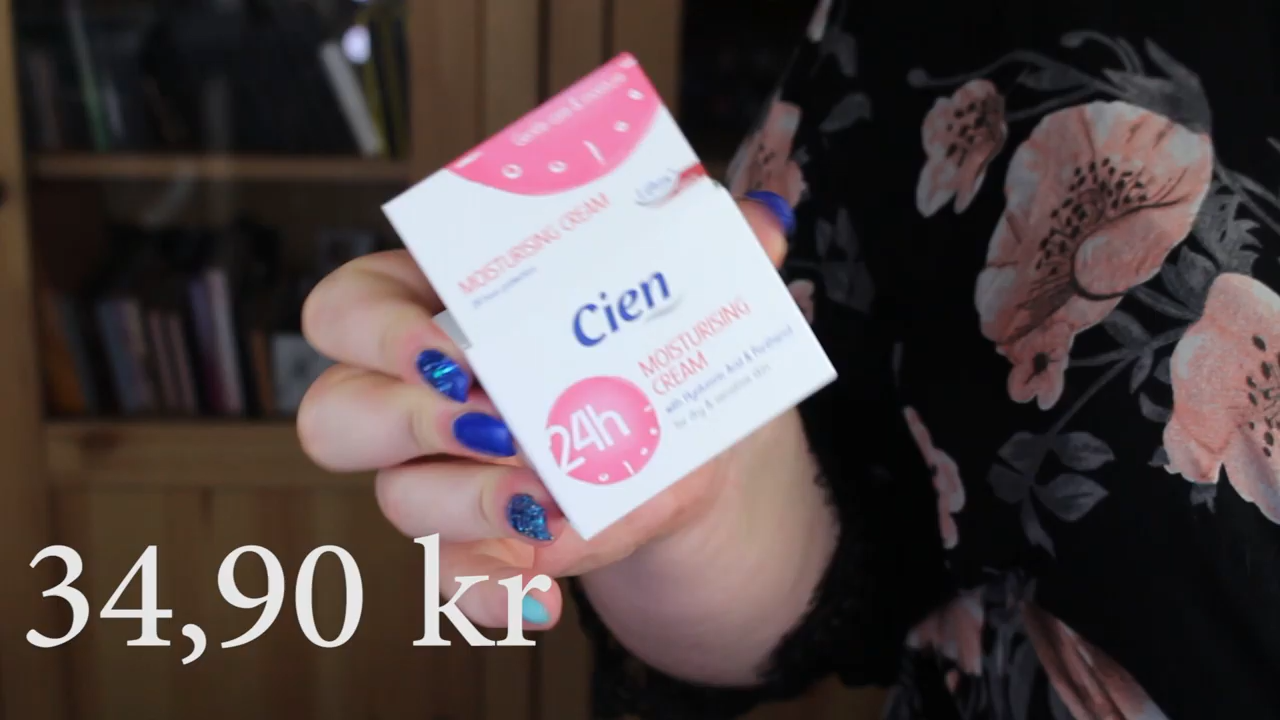 MOISTURISING CREAM
Cien
MOISTURISING
CREAM
with Hyaluronic Acid & Panthenol
for dry & sensitive skin
24h
34,90 kr